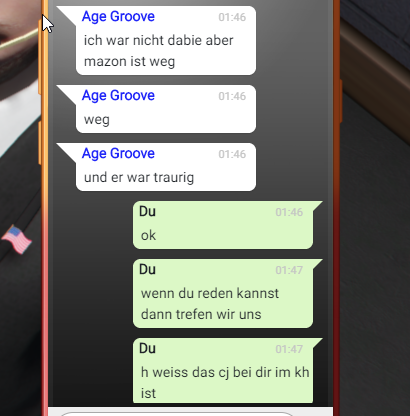 Age Groove 01:46
ich war nicht dabie aber
mazon ist weg
Age Groove 01:46
weg
Age Groove 01:46
und er war traurig
Du 01:46
ok
Du 01:47
wenn du reden kannst
dann trefen wir uns
Du 01:47
h weiss das cj bei dir im kh
ist